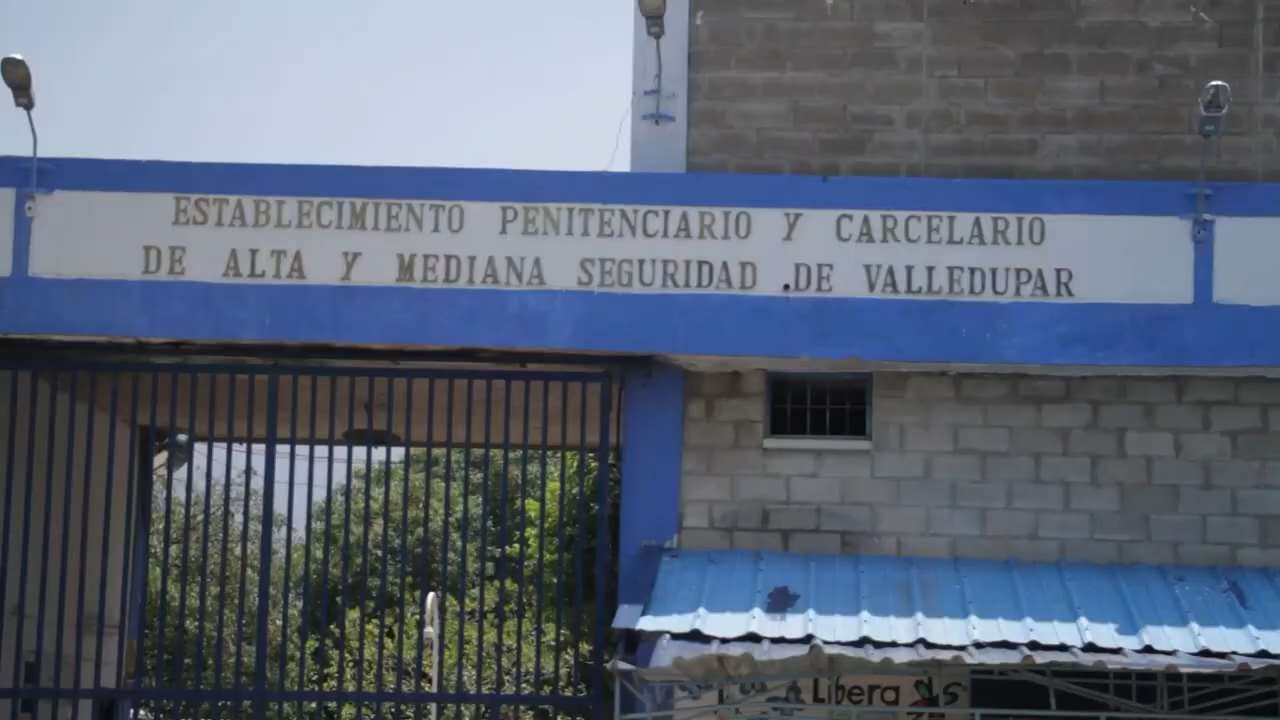 ESTABLECIMIENTO PENITENCIARIO Y CARCELARIO
DE ALTA Y MEDIANA SEGURIDAD DE VALLEDUPAR
Libera